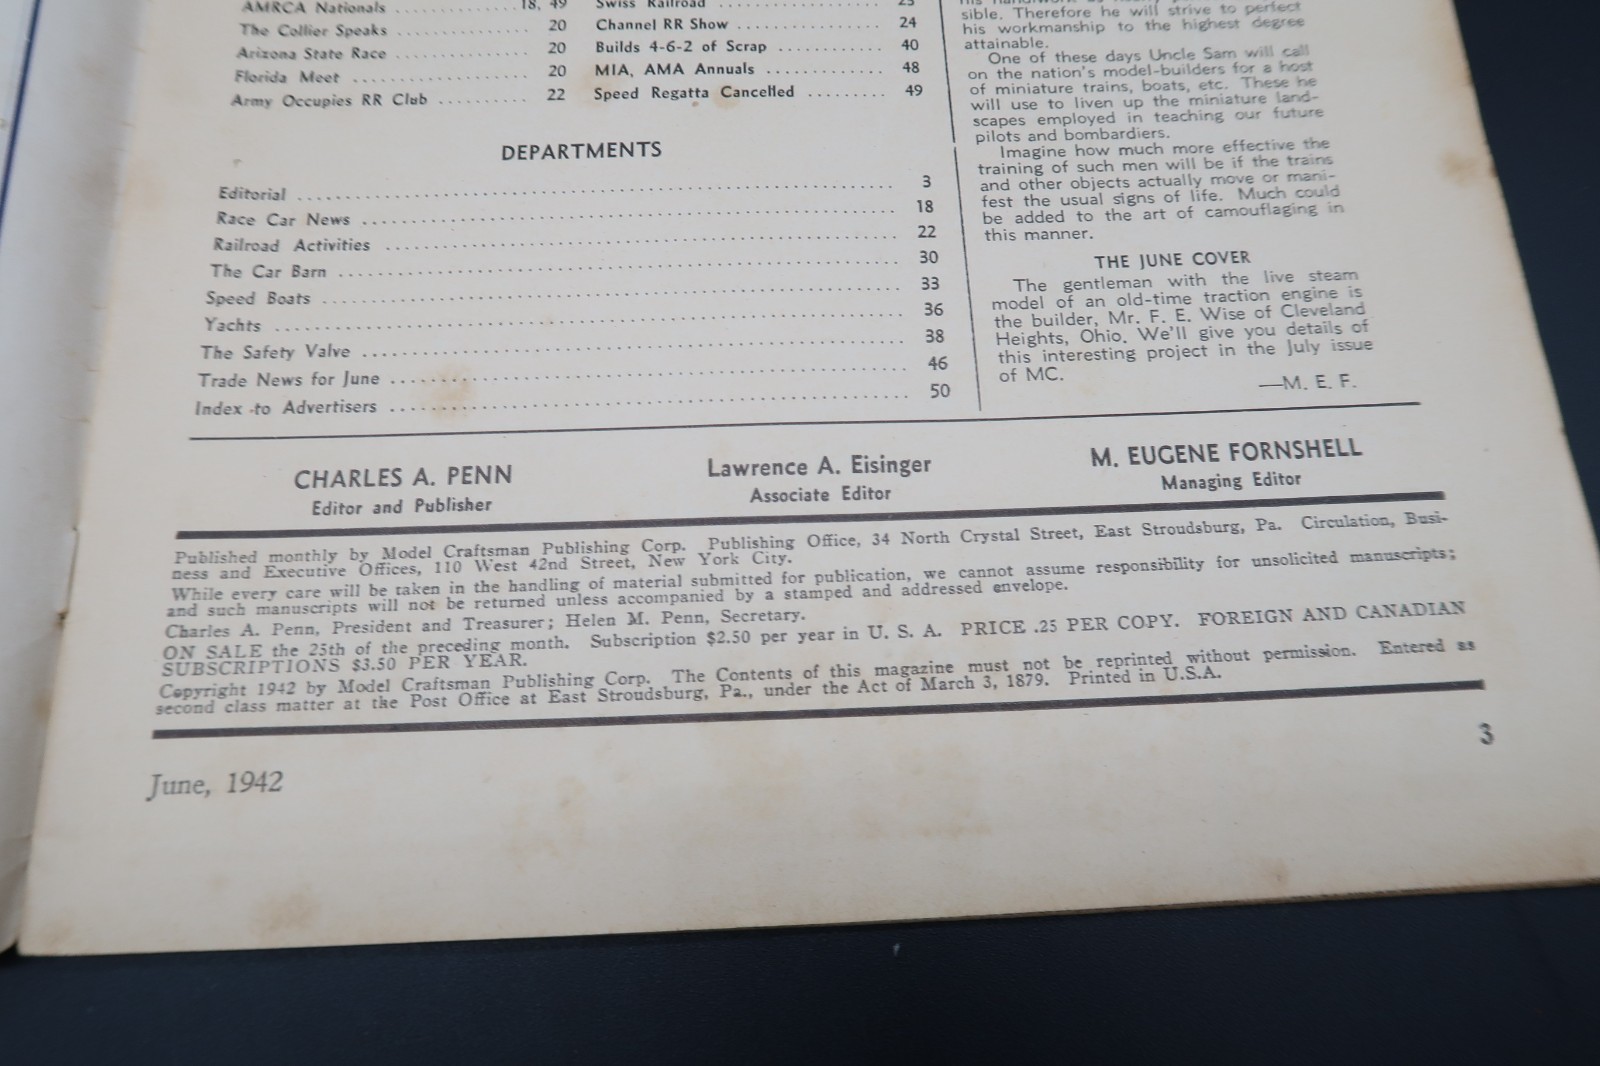 AMRCA Nationals ............. 18, 49
The Collier Speaks ............... 20
Arizona State Race ............... 20
Florida Meet .................... 20
Army Occupies RR Club .......... 22
Swiss Railroad .................. 23
Channel RR Show ................ 24
Builds 4-6-2 of Scrap ............ 40
MIA, AMA Annuals ............. 48
Speed Regatta Cancelled ......... 49
DEPARTMENTS
Editorial ........................ 3
Race Car News ........................ 18
Railroad Activities ........................ 22
The Car Barn ........................ 30
Speed Boats ........................ 33
Yachts ........................ 36
The Safety Valve ........................ 38
Trade News for June ........................ 46
Index to Advertisers ........................ 50
sible. Therefore he will strive to perfect
his workmanship to the highest degree
attainable.
One of these days Uncle Sam will call
on the nation's model-builders for a host
of miniature trains, boats, etc. These he
will use to liven up the miniature land-
scapes employed in teaching our future
pilots and bombardiers.
Imagine how much more effective the
training of such men will be if the trains
and other objects actually move or mani-
fest the usual signs of life. Much could
be added to the art of camouflaging in
this manner.
THE JUNE COVER
The gentleman with the live steam
model of an old-time traction engine is
the builder, Mr. F. E. Wise of Cleveland
Heights, Ohio. We'll give you details of
this interesting project in the July issue
of MC.
—M. E. F.
CHARLES A. PENN
Editor and Publisher
Lawrence A. Eisinger
Associate Editor
M. EUGENE FORNSHELL
Managing Editor
Published monthly by Model Craftsman Publishing Corp. Publishing Office, 34 North Crystal Street, East Stroudsburg, Pa. Circulation, Busi-
ness and Executive Offices, 110 West 42nd Street, New York City.
While every care will be taken in the handling of material submitted for publication, we cannot assume responsibility for unsolicited manuscripts;
and such manuscripts will not be returned unless accompanied by a stamped and addressed envelope.
Charles A. Penn, President and Treasurer; Helen M. Penn, Secretary.
ON SALE the 25th of the preceding month. Subscription $2.50 per year in U. S. A. PRICE .25 PER COPY. FOREIGN AND CANADIAN
SUBSCRIPTIONS $3.50 PER YEAR.
Copyright 1942 by Model Craftsman Publishing Corp. The Contents of this magazine must not be reprinted without permission. Entered as
second class matter at the Post Office at East Stroudsburg, Pa., under the Act of March 3, 1879. Printed in U.S.A.
June, 1942
3